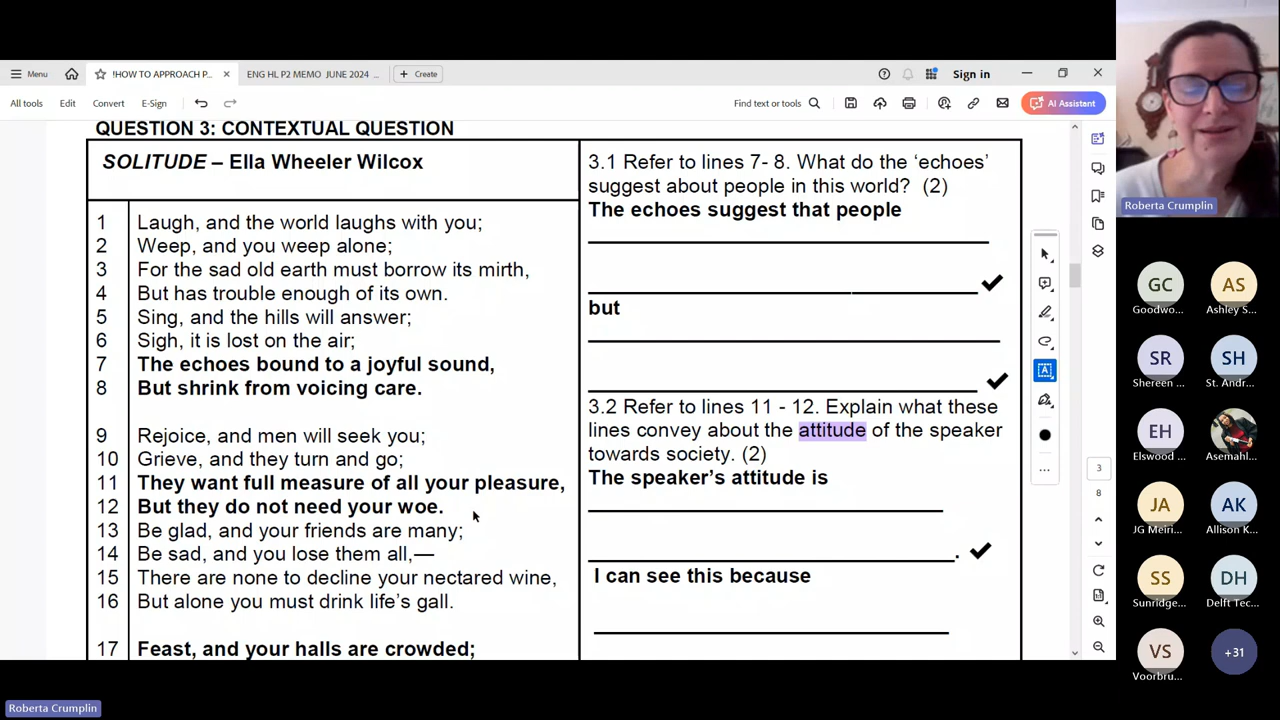 Menu
!HOW TO APPROACH P...
ENG HL P2 MEMO JUNE 2024 ...
Create
Sign in
All tools
Edit
Convert
E-Sign
Find text or tools
AI Assistant
QUESTION 3: CONTEXTUAL QUESTION
SOLITUDE – Ella Wheeler Wilcox
1 Laugh, and the world laughs with you;
2 Weep, and you weep alone;
3 For the sad old earth must borrow its mirth,
4 But has trouble enough of its own.
5 Sing, and the hills will answer;
6 Sigh, it is lost on the air;
7 The echoes bound to a joyful sound,
8 But shrink from voicing care.
9 Rejoice, and men will seek you;
10 Grieve, and they turn and go;
11 They want full measure of all your pleasure,
12 But they do not need your woe.
13 Be glad, and your friends are many;
14 Be sad, and you lose them all,—
15 There are none to decline your nectared wine,
16 But alone you must drink life's gall.
17 Feast, and your halls are crowded;
3.1 Refer to lines 7- 8. What do the 'echoes'
suggest about people in this world? (2)
The echoes suggest that people
but
3.2 Refer to lines 11 - 12. Explain what these
lines convey about the attitude of the speaker
towards society. (2)
The speaker's attitude is
.
I can see this because
3
8
Roberta Crumplin
GC
Goodwo...
AS
Ashley S...
SR
Shereen ...
SH
St. Andr...
EH
Elswood ...
Asemahl...
JA
JG Meiri...
AK
Allison K...
SS
Sunridge...
DH
Delft Tec...
VS
Voorbru...
+31
Roberta Crumplin